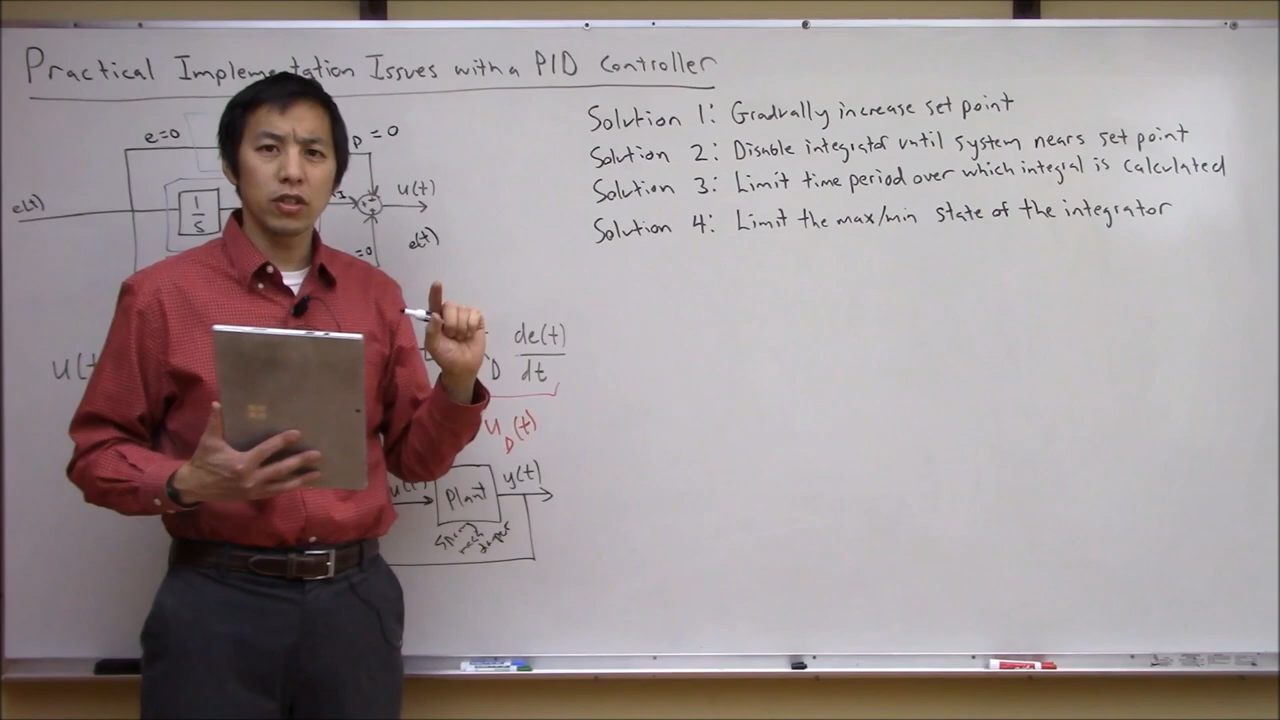 Practical Implementation Issues with a PID Controller
Solution 1: Gradually increase set point
Solution 2: Disable integrator until system nears set point
Solution 3: Limit time period over which integral is calculated
Solution 4: Limit the max/min state of the integrator
e=0
P =0
e(t)
1
s
I
u(t)
=0
e(t)
u(t
D
de(t)
dt
u_D(t)
u(t)
Plant
y(t)
Spring
mass
damper